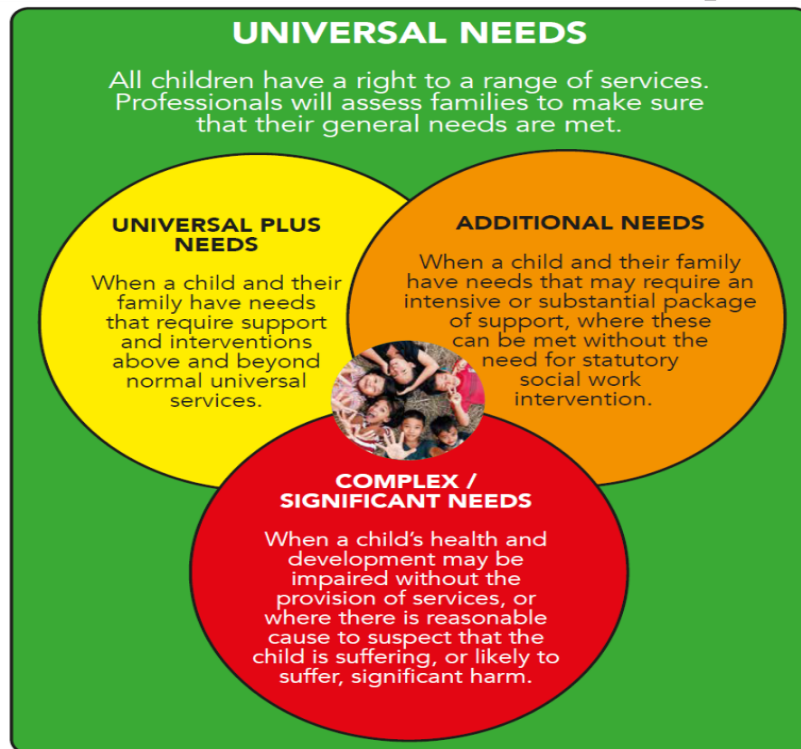 UNIVERSAL NEEDS
All children have a right to a range of services.
Professionals will assess families to make sure
that their general needs are met.
UNIVERSAL PLUS
NEEDS
When a child and their
family have needs
that require support
and interventions
above and beyond
normal universal
services.
ADDITIONAL NEEDS
When a child and their family
have needs that may require an
intensive or substantial package
of support, where these
can be met without the
need for statutory
social work
intervention.
COMPLEX /
SIGNIFICANT NEEDS
When a child’s health and
development may be
impaired without the
provision of services, or
where there is reasonable
cause to suspect that the
child is suffering, or likely to
suffer, significant harm.